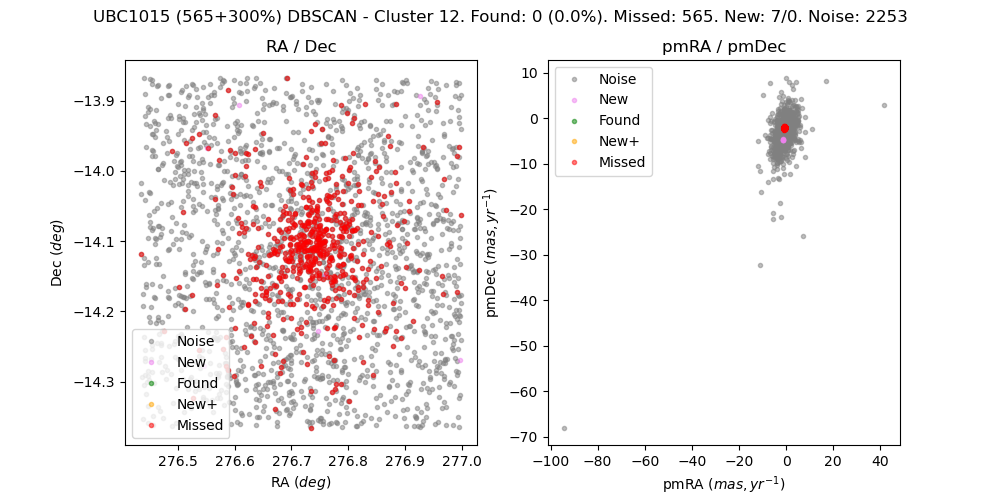 UBC1015 (565+300%) DBSCAN - Cluster 12. Found: 0 (0.0%). Missed: 565. New: 7/0. Noise: 2253
RA / Dec
Dec (deg)
−13.9
−14.0
−14.1
−14.2
−14.3
Noise
New
Found
New+
Missed
276.5 276.6 276.7 276.8 276.9 277.0
RA (deg)
pmRA / pmDec
pmDec (mas, yr⁻¹)
10
0
−10
−20
−30
−40
−50
−60
−70
Noise
New
Found
New+
Missed
−100 −80 −60 −40 −20 0 20 40
pmRA (mas, yr⁻¹)